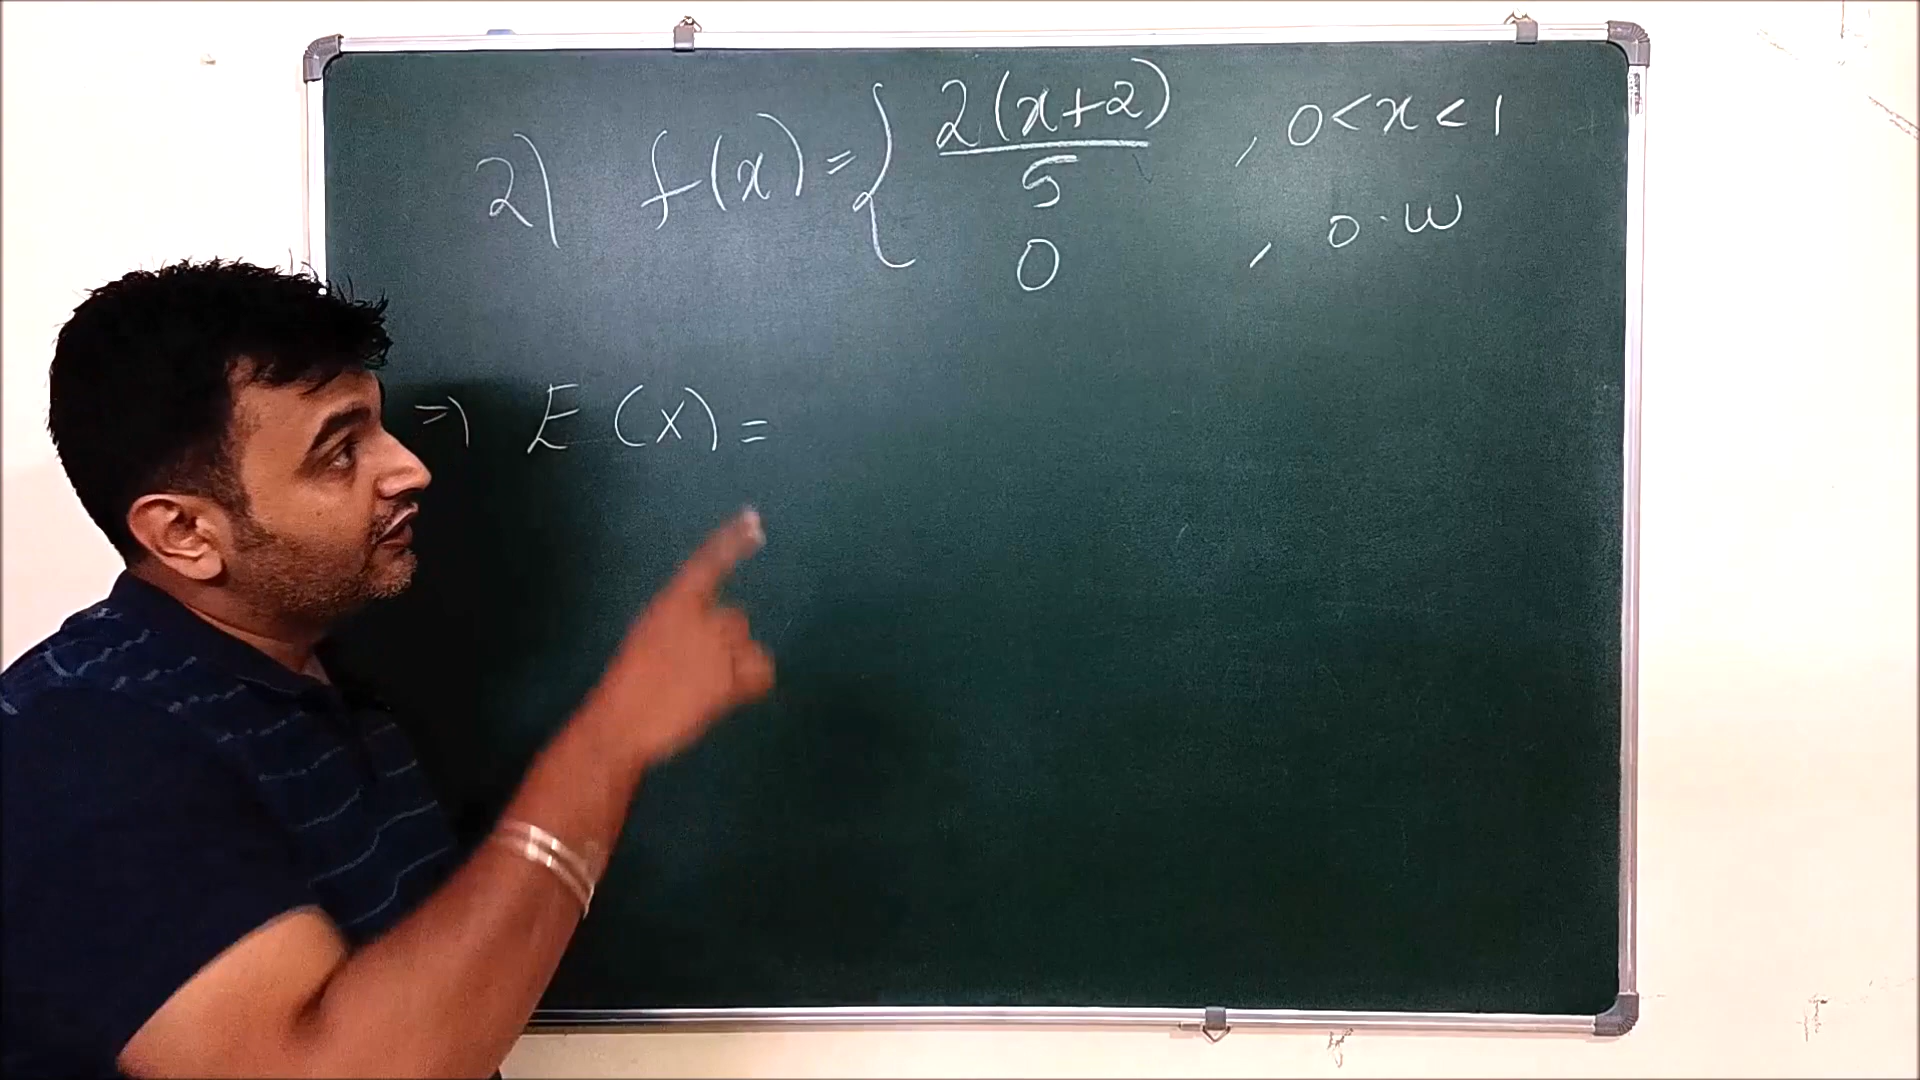 2) f(x) = { 2(x+2)/5 , 0<x<1
0 , o.w
=> E(X) =